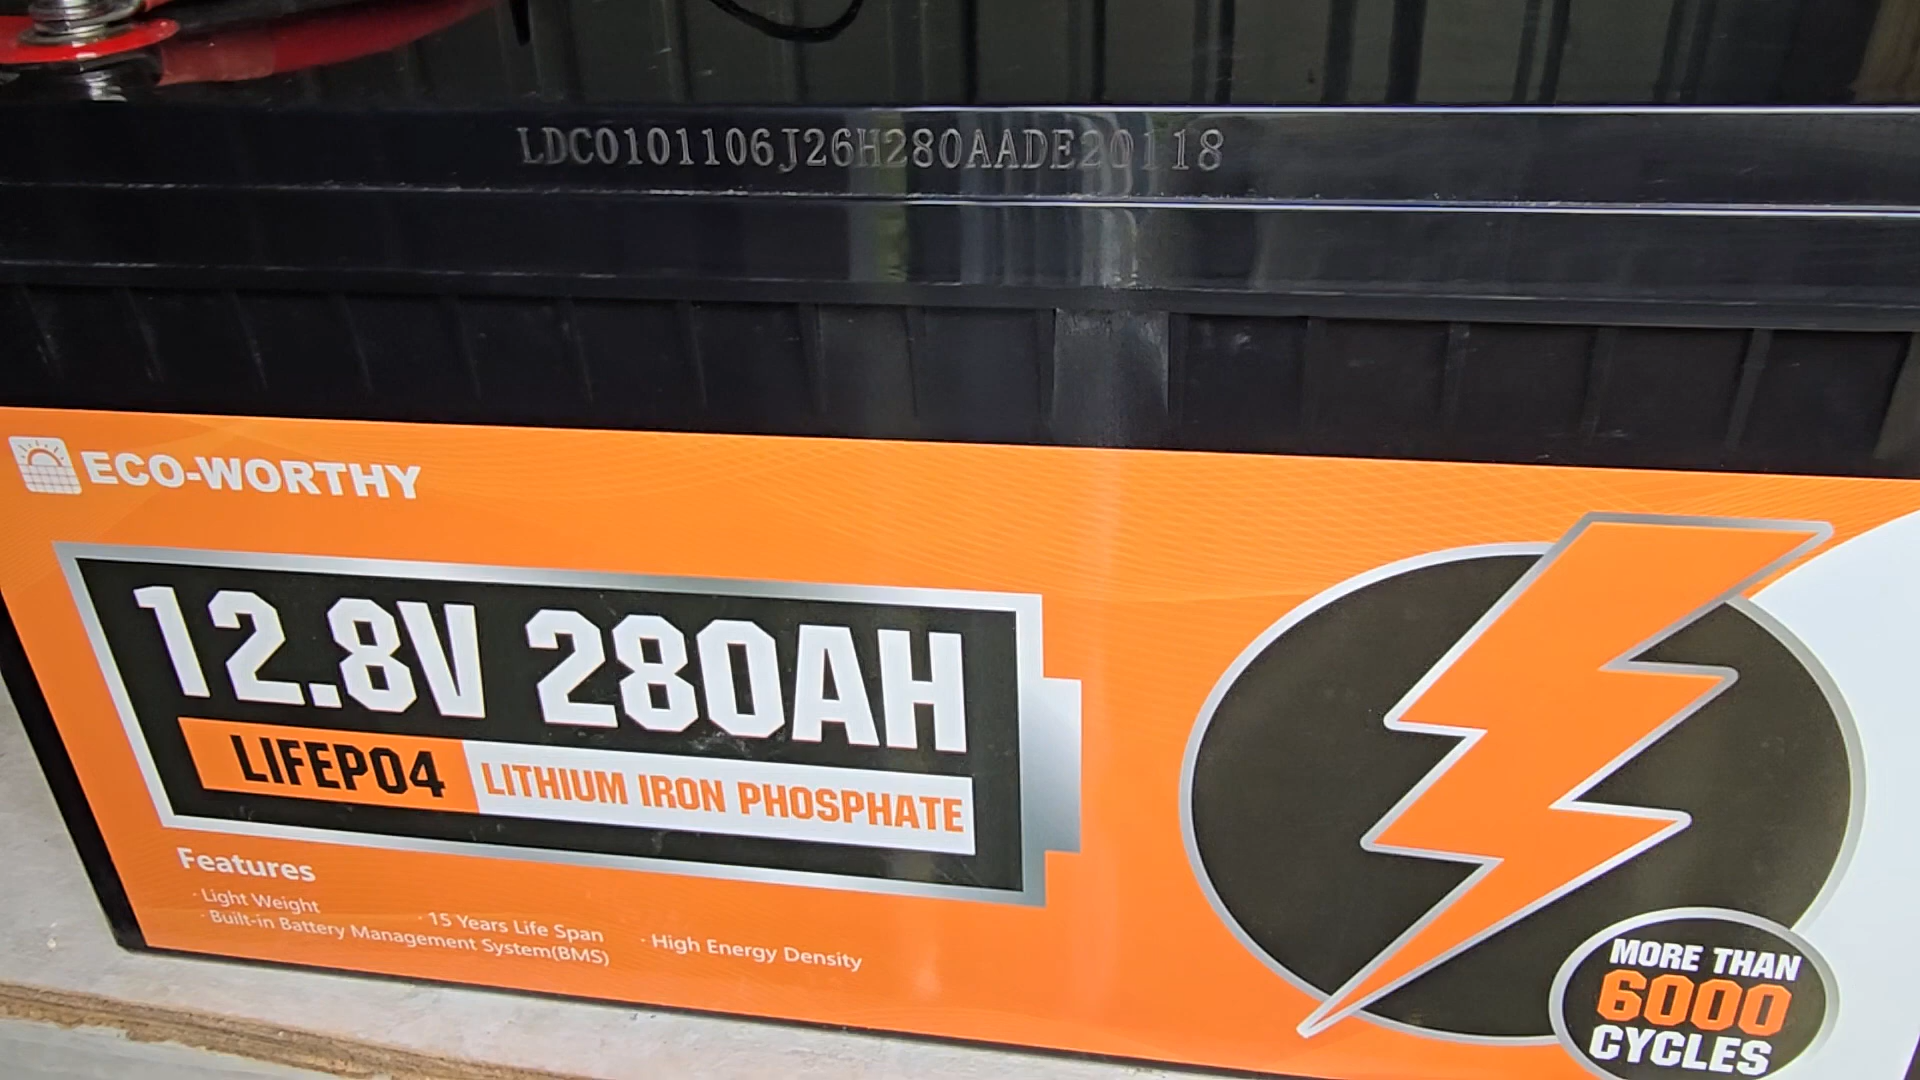 LDC0101106J26H280AADE20118
ECO-WORTHY
12.8V 280AH
LIFEPO4 LITHIUM IRON PHOSPHATE
Features
· Light Weight
· 15 Years Life Span
· Built-in Battery Management System(BMS)
· High Energy Density
MORE THAN
6000
CYCLES